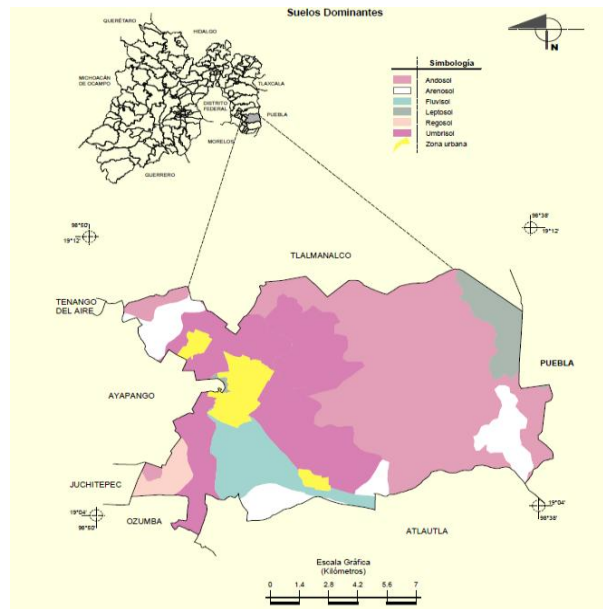 Suelos Dominantes
QUERÉTARO
HIDALGO
MICHOACÁN
DE OCAMPO
TLAXCALA
DISTRITO
FEDERAL
PUEBLA
MORELOS
GUERRERO
N
Simbología
Andosol
Arenosol
Fluvisol
Leptosol
Regosol
Umbrisol
Zona urbana
98°50'
19°12'
98°38'
19°12'
TLALMANALCO
TENANGO
DEL AIRE
PUEBLA
AYAPANGO
JUCHITEPEC
19°04'
98°50'
OZUMBA
19°04'
98°38'
ATLAUTLA
Escala Gráfica
(Kilómetros)
0 1.4 2.8 4.2 5.6 7